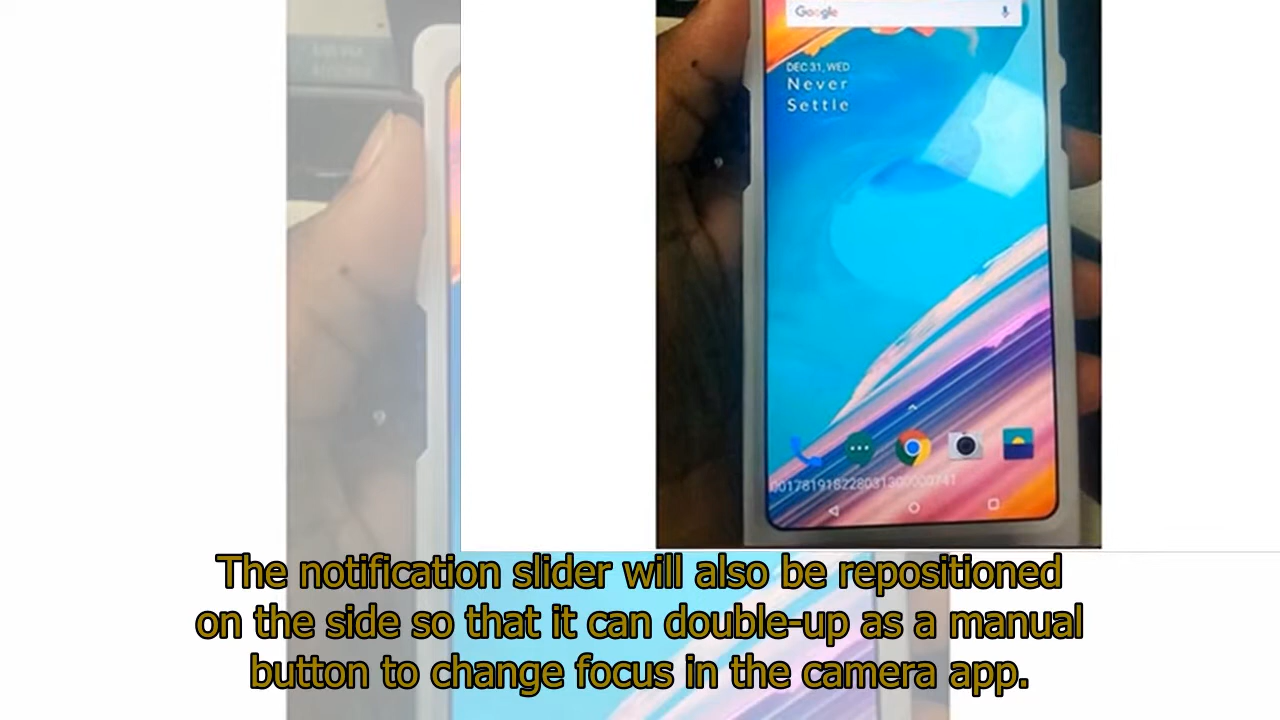 Google
DEC 31, WED
Never
Settle
The notification slider will also be repositioned
on the side so that it can double-up as a manual
button to change focus in the camera app.